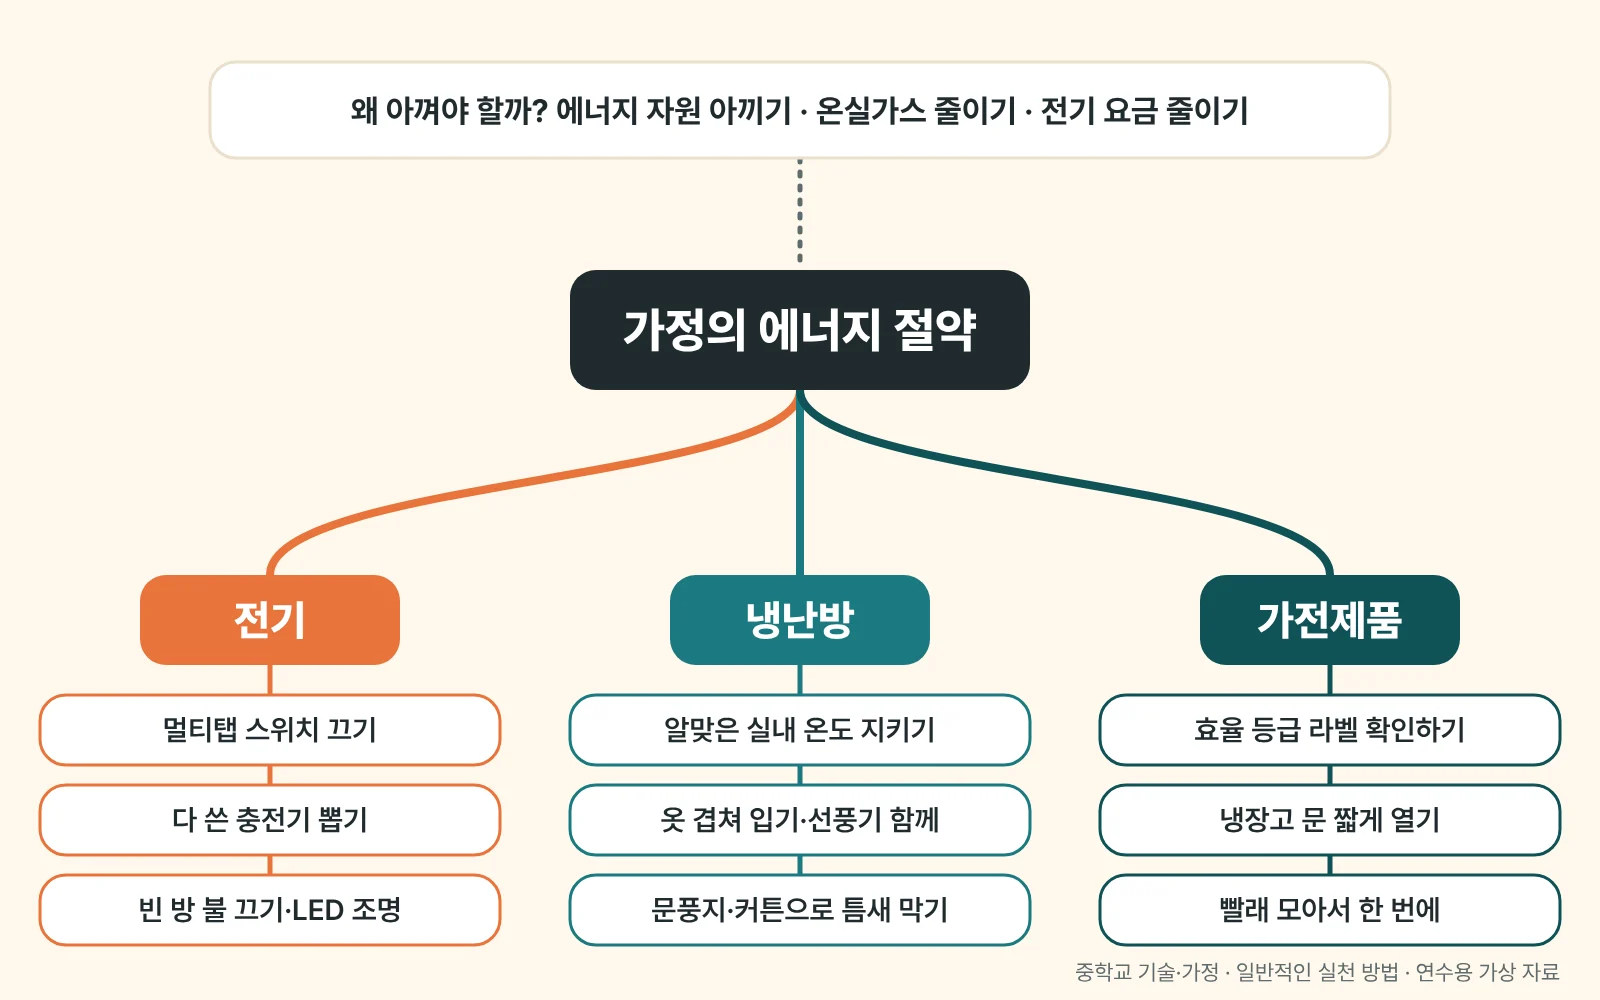 왜 아껴야 할까? 에너지 자원 아끼기 · 온실가스 줄이기 · 전기 요금 줄이기
가정의 에너지 절약
전기
멀티탭 스위치 끄기
다 쓴 충전기 뽑기
빈 방 불 끄기·LED 조명
냉난방
알맞은 실내 온도 지키기
옷 겹쳐 입기·선풍기 함께
문풍지·커튼으로 틈새 막기
가전제품
효율 등급 라벨 확인하기
냉장고 문 짧게 열기
빨래 모아서 한 번에
중학교 기술·가정 · 일반적인 실천 방법 · 연수용 가상 자료